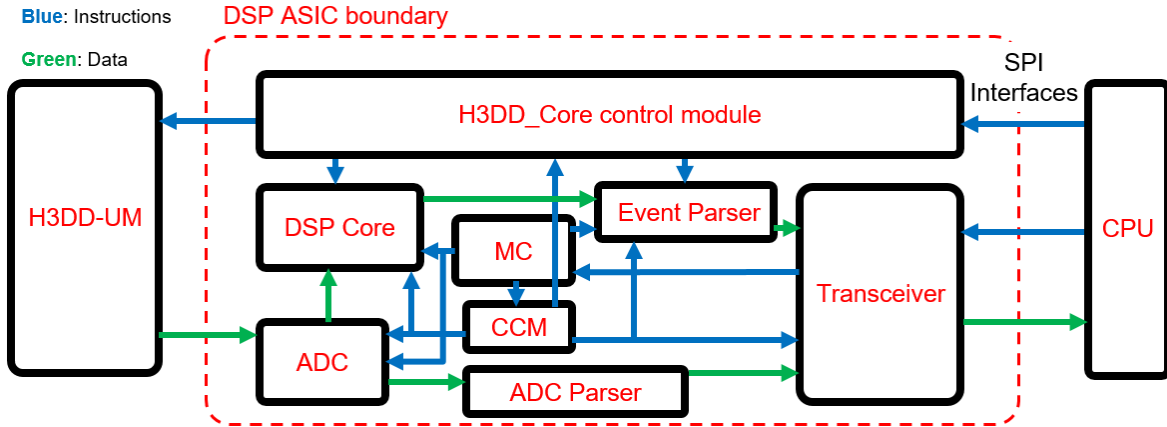 Blue: Instructions
DSP ASIC boundary
Green: Data
SPI
Interfaces
H3DD_Core control module
H3DD-UM
DSP Core
Event Parser
MC
CPU
Transceiver
CCM
ADC
ADC Parser